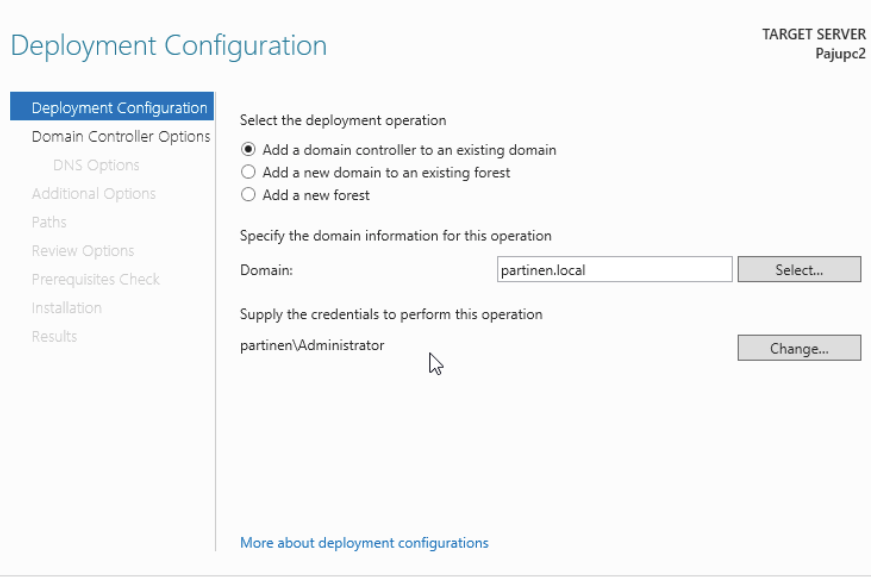 Deployment Configuration
TARGET SERVER
Pajupc2
Deployment Configuration
Domain Controller Options
DNS Options
Additional Options
Paths
Review Options
Prerequisites Check
Installation
Results
Select the deployment operation
Add a domain controller to an existing domain
Add a new domain to an existing forest
Add a new forest
Specify the domain information for this operation
Domain: partinen.local Select...
Supply the credentials to perform this operation
partinen\Administrator Change...
More about deployment configurations